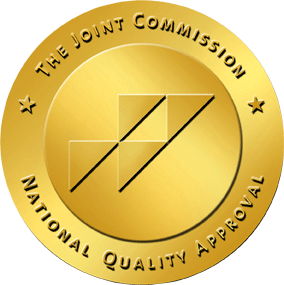 THE JOINT COMMISSION
NATIONAL QUALITY APPROVAL